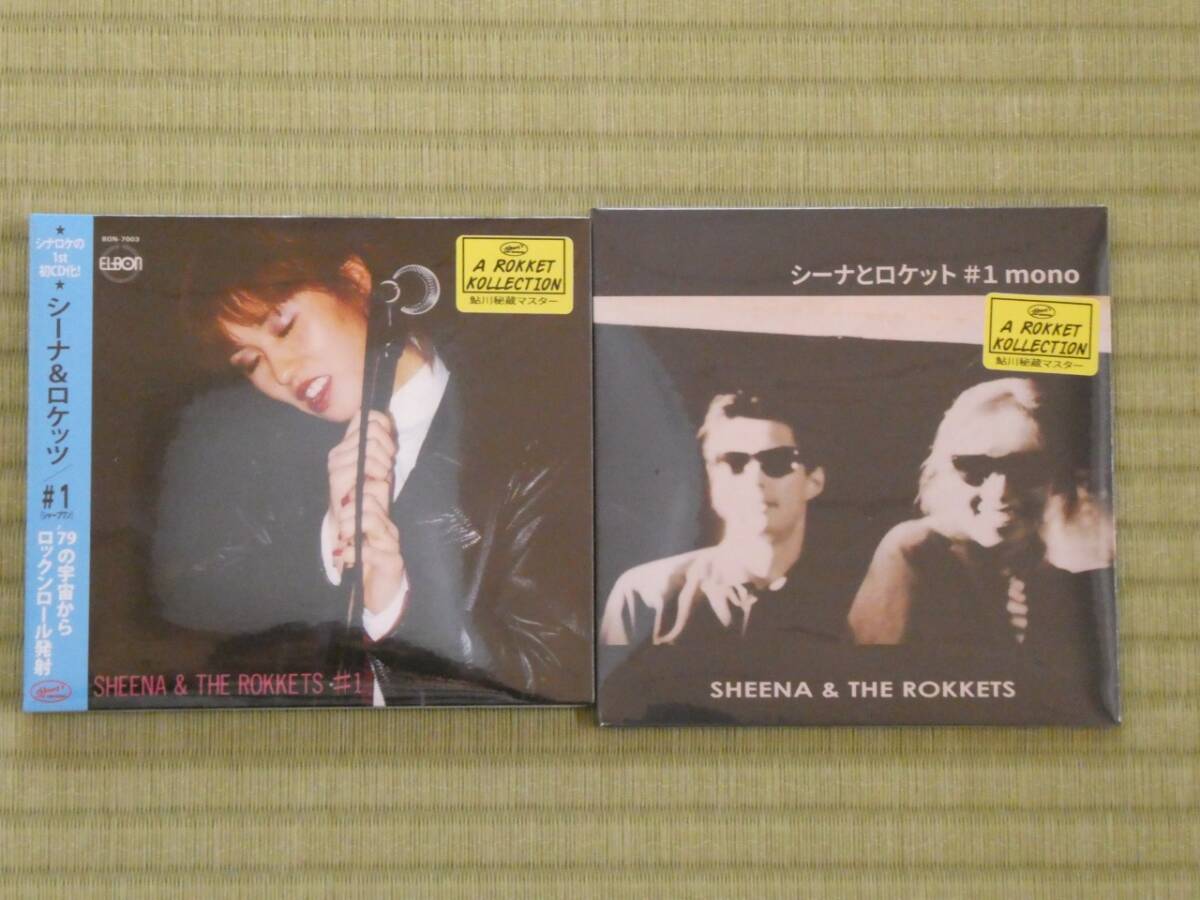 ★
シナロケの
1st
初CD化!
★
シーナ&ロケッツ/#1
(シャープワン)
'79の宇宙から
ロックンロール発射
BON-7003
ELBON
A ROKKET
KOLLECTION
鮎川秘蔵マスター
SHEENA & THE ROKKETS #1
シーナとロケット #1 mono
A ROKKET
KOLLECTION
鮎川秘蔵マスター
SHEENA & THE ROKKETS